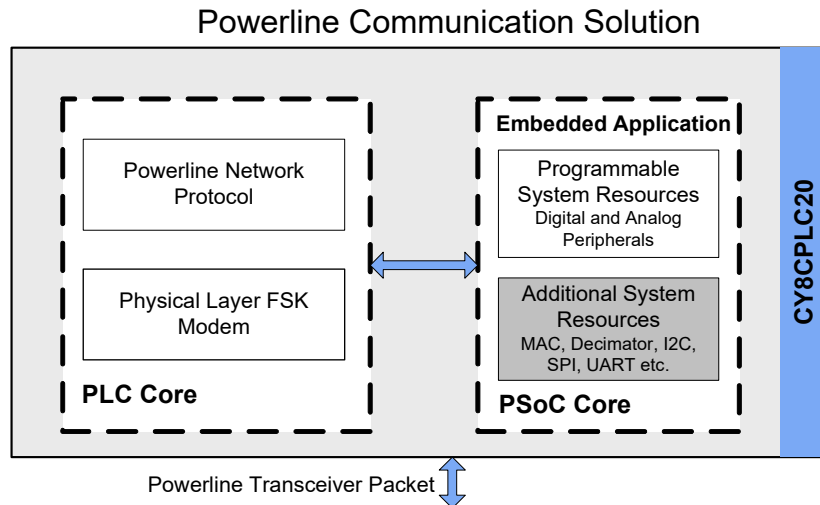 Powerline Communication Solution
Powerline Network
Protocol
Physical Layer FSK
Modem
PLC Core
Embedded Application
Programmable
System Resources
Digital and Analog
Peripherals
Additional System
Resources
MAC, Decimator, I2C,
SPI, UART etc.
PSoC Core
CY8CPLC20
Powerline Transceiver Packet